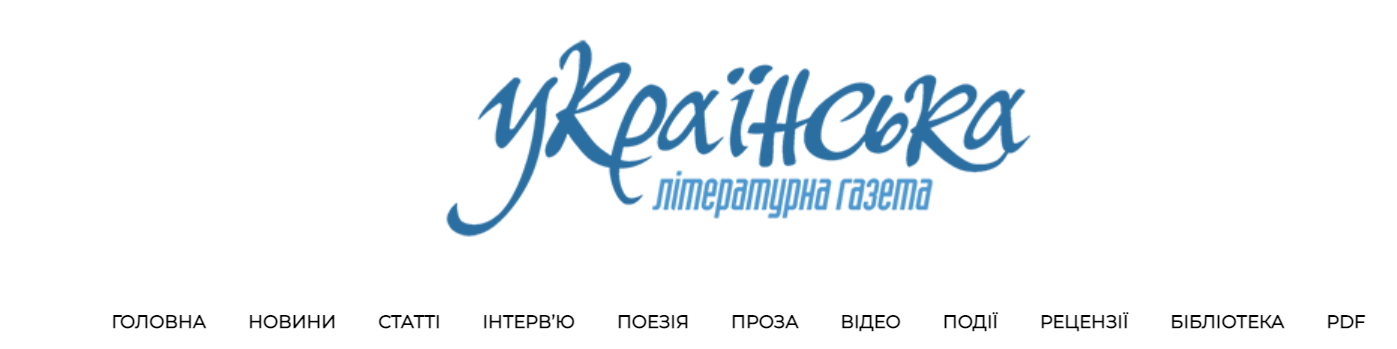 українська
літературна газета
ГОЛОВНА НОВИНИ СТАТТІ ІНТЕРВ'Ю ПОЕЗІЯ ПРОЗА ВІДЕО ПОДІЇ РЕЦЕНЗІЇ БІБЛІОТЕКА PDF